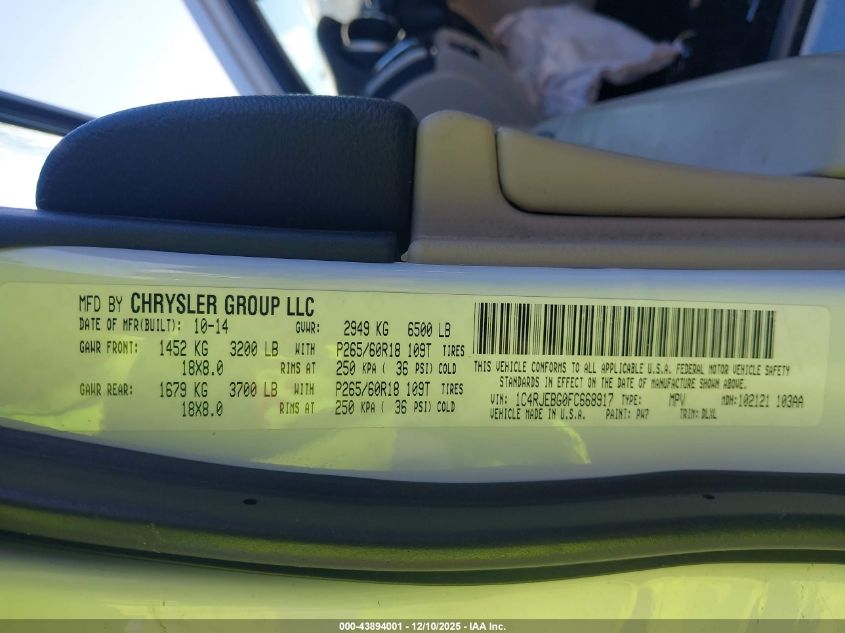 MFD BY CHRYSLER GROUP LLC
DATE OF MFR(BUILT): 10-14 GVWR: 2949 KG 6500 LB
GAWR FRONT: 1452 KG 3200 LB WITH P265/60R18 109T TIRES
18X8.0 RIMS AT 250 KPA ( 36 PSI) COLD
GAWR REAR: 1679 KG 3700 LB WITH P265/60R18 109T TIRES
18X8.0 RIMS AT 250 KPA ( 36 PSI) COLD
THIS VEHICLE CONFORMS TO ALL APPLICABLE U.S.A. FEDERAL MOTOR VEHICLE SAFETY
STANDARDS IN EFFECT ON THE DATE OF MANUFACTURE SHOWN ABOVE.
VIN: 1C4RJEBG0FC668917 TYPE: MPV MDH:102121 103AA
VEHICLE MADE IN U.S.A. PAINT: PW7 TRIM: DLXL
000-43894001 - 12/10/2025 - IAA Inc.